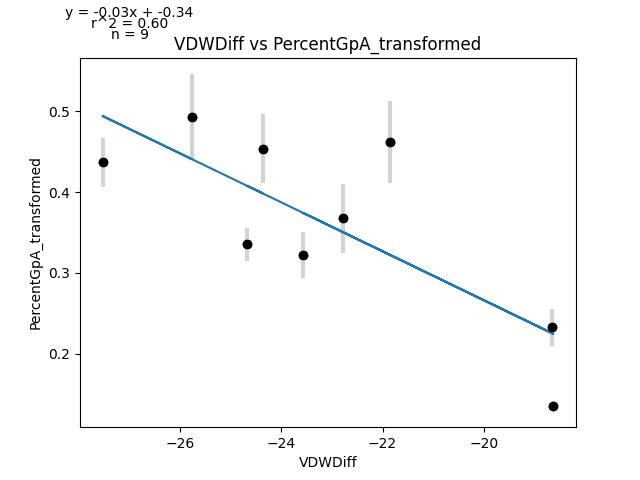 y = -0.03x + -0.34
r^2 = 0.60
n = 9
VDWDiff vs PercentGpA_transformed
PercentGpA_transformed
0.5
0.4
0.3
0.2
−26
−24
−22
−20
VDWDiff